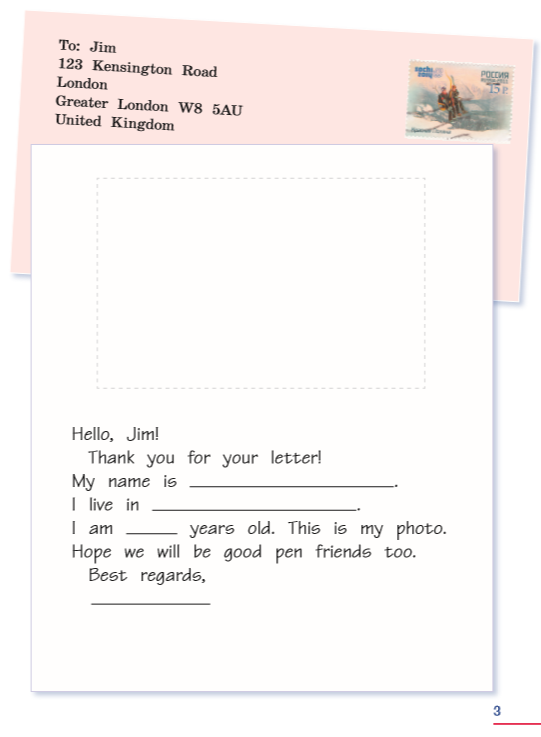 To: Jim
123 Kensington Road
London
Greater London W8 5AU
United Kingdom
sochi
2014
РОССИЯ
15 Р
Hello, Jim!
Thank you for your letter!
My name is ____________________.
I live in ____________________.
I am _____ years old. This is my photo.
Hope we will be good pen friends too.
Best regards,
____________
3